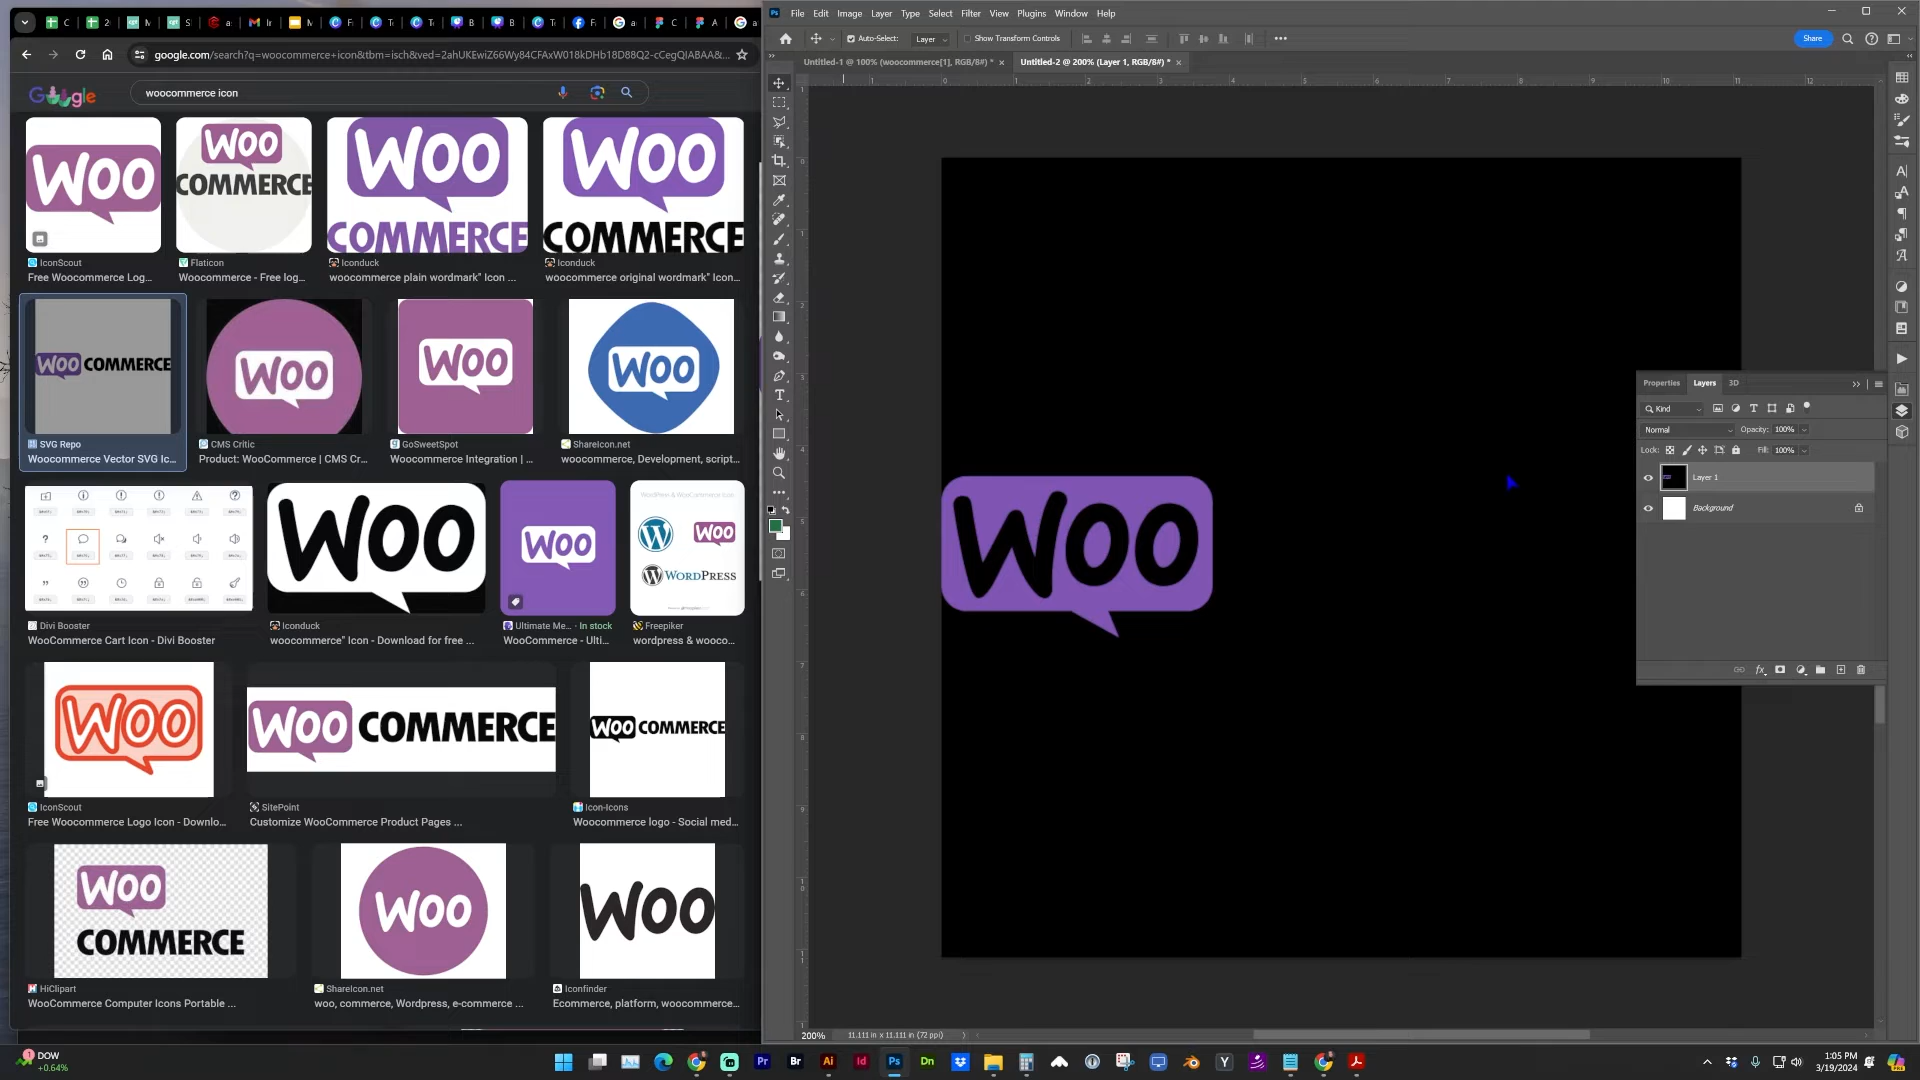 File Edit Image Layer Type Select Filter View Plugins Window Help
Auto-Select: Layer Show Transform Controls
Share
google.com/search?q=woocommerce+icon&tbm=isch&ved=2ahUKEwiZ66Wy84CFAxW018kDHb18D88Q2-cCegQIABAA&...
Untitled-1 @ 100% (woocommerce[1], RGB/8#) *
Untitled-2 @ 200% (Layer 1, RGB/8#) *
Google
woocommerce icon
WOO
WOO
COMMERCE
WOO
COMMERCE
WOO
COMMERCE
IconScout
Free Woocommerce Log...
Flaticon
Woocommerce - Free log...
Iconduck
woocommerce plain wordmark" Icon ...
Iconduck
woocommerce original wordmark" Icon...
WOO COMMERCE
WOO
WOO
WOO
SVG Repo
Woocommerce Vector SVG Ic...
CMS Critic
Product: WooCommerce | CMS Cr...
GoSweetSpot
Woocommerce Integration | ...
ShareIcon.net
woocommerce, Development, script...
WOO
WOO
WordPress & WooCommerce Icon
WOO
WORDPRESS
Divi Booster
WooCommerce Cart Icon - Divi Booster
Iconduck
woocommerce" Icon - Download for free ...
Ultimate Me... · In stock
WooCommerce - Ulti...
Freepiker
wordpress & wooco...
WOO
WOO COMMERCE
WOO COMMERCE
IconScout
Free Woocommerce Logo Icon - Downlo...
SitePoint
Customize WooCommerce Product Pages ...
Icon-Icons
Woocommerce logo - Social med...
WOO
COMMERCE
WOO
WOO
HiClipart
WooCommerce Computer Icons Portable ...
ShareIcon.net
woo, commerce, Wordpress, e-commerce ...
Iconfinder
Ecommerce, platform, woocommerce...
WOO
Properties Layers 3D
Kind
Normal Opacity: 100%
Lock: Fill: 100%
Layer 1
Background
200% 11.111 in x 11.111 in (72 ppi)
DOW
+0.64%
Pr Br Ai Id Ps Dn
1:05 PM
3/19/2024